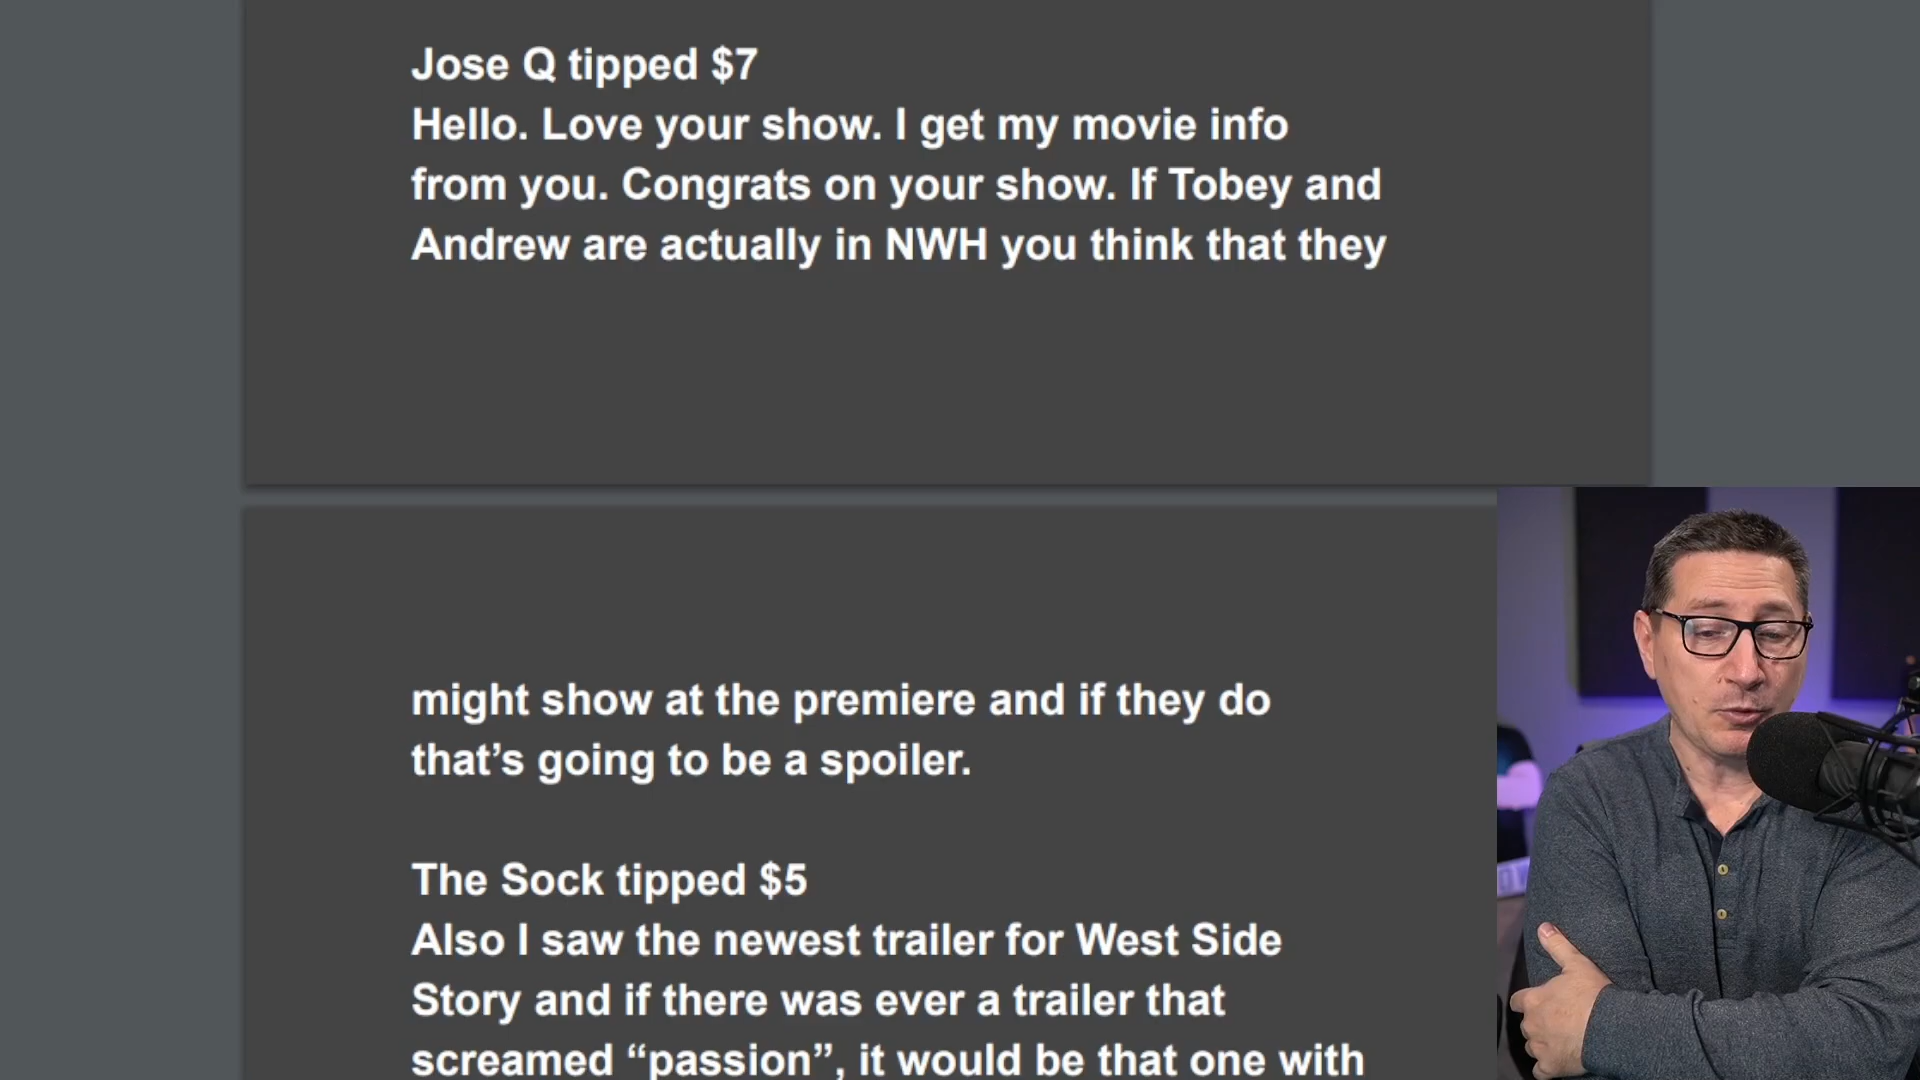 Jose Q tipped $7
Hello. Love your show. I get my movie info
from you. Congrats on your show. If Tobey and
Andrew are actually in NWH you think that they
might show at the premiere and if they do
that’s going to be a spoiler.
The Sock tipped $5
Also I saw the newest trailer for West Side
Story and if there was ever a trailer that
screamed “passion”, it would be that one with